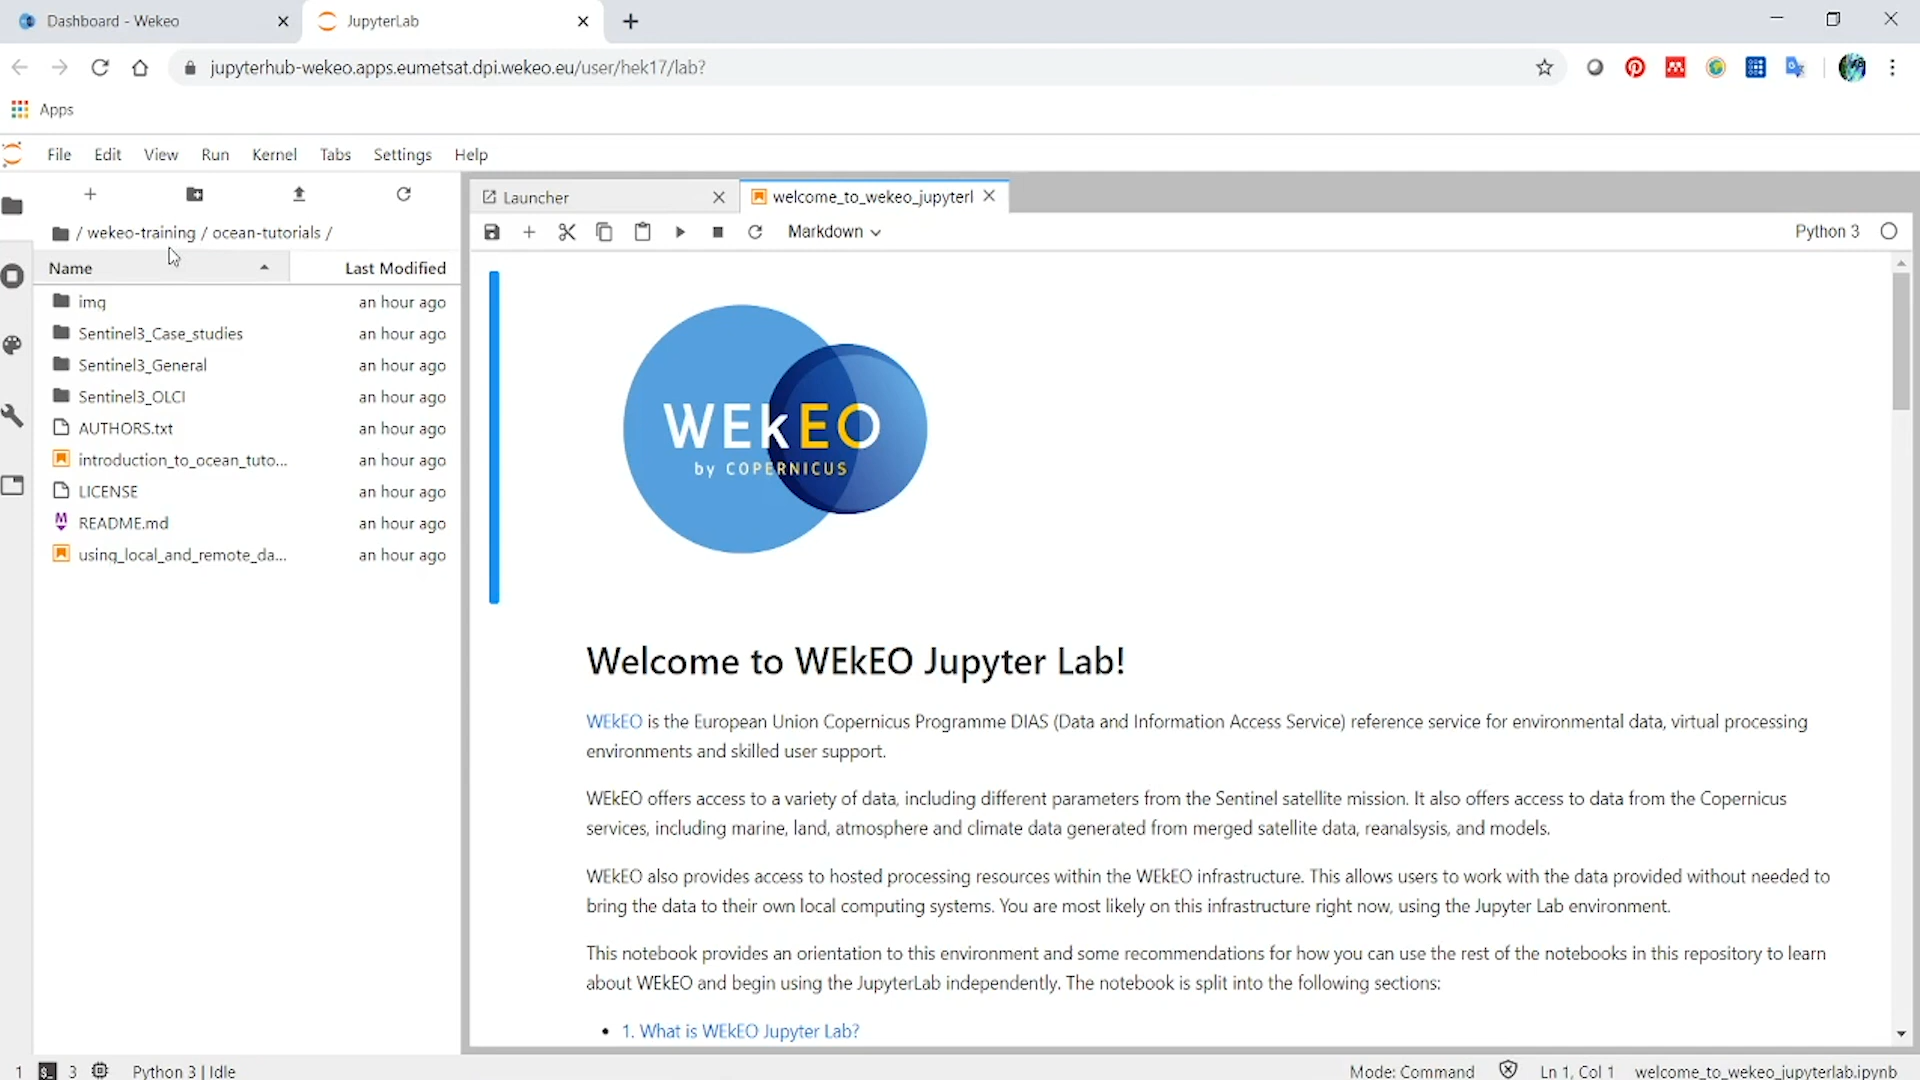 Dashboard - Wekeo
JupyterLab
jupyterhub-wekeo.apps.eumetsat.dpi.wekeo.eu/user/hek17/lab?
Apps
File Edit View Run Kernel Tabs Settings Help
/ wekeo-training / ocean-tutorials /
Name Last Modified
img an hour ago
Sentinel3_Case_studies an hour ago
Sentinel3_General an hour ago
Sentinel3_OLCI an hour ago
AUTHORS.txt an hour ago
introduction_to_ocean_tuto... an hour ago
LICENSE an hour ago
README.md an hour ago
using_local_and_remote_da... an hour ago
Launcher
welcome_to_wekeo_jupyterl
Markdown
Python 3
WEkEO
by COPERNICUS
Welcome to WEkEO Jupyter Lab!
WEkEO is the European Union Copernicus Programme DIAS (Data and Information Access Service) reference service for environmental data, virtual processing
environments and skilled user support.
WEkEO offers access to a variety of data, including different parameters from the Sentinel satellite mission. It also offers access to data from the Copernicus
services, including marine, land, atmosphere and climate data generated from merged satellite data, reanalsysis, and models.
WEkEO also provides access to hosted processing resources within the WEkEO infrastructure. This allows users to work with the data provided without needed to
bring the data to their own local computing systems. You are most likely on this infrastructure right now, using the Jupyter Lab environment.
This notebook provides an orientation to this environment and some recommendations for how you can use the rest of the notebooks in this repository to learn
about WEkEO and begin using the JupyterLab independently. The notebook is split into the following sections:
• 1. What is WEkEO Jupyter Lab?
1 $_ 3 Python 3 | Idle
Mode: Command Ln 1, Col 1 welcome_to_wekeo_jupyterlab.ipynb